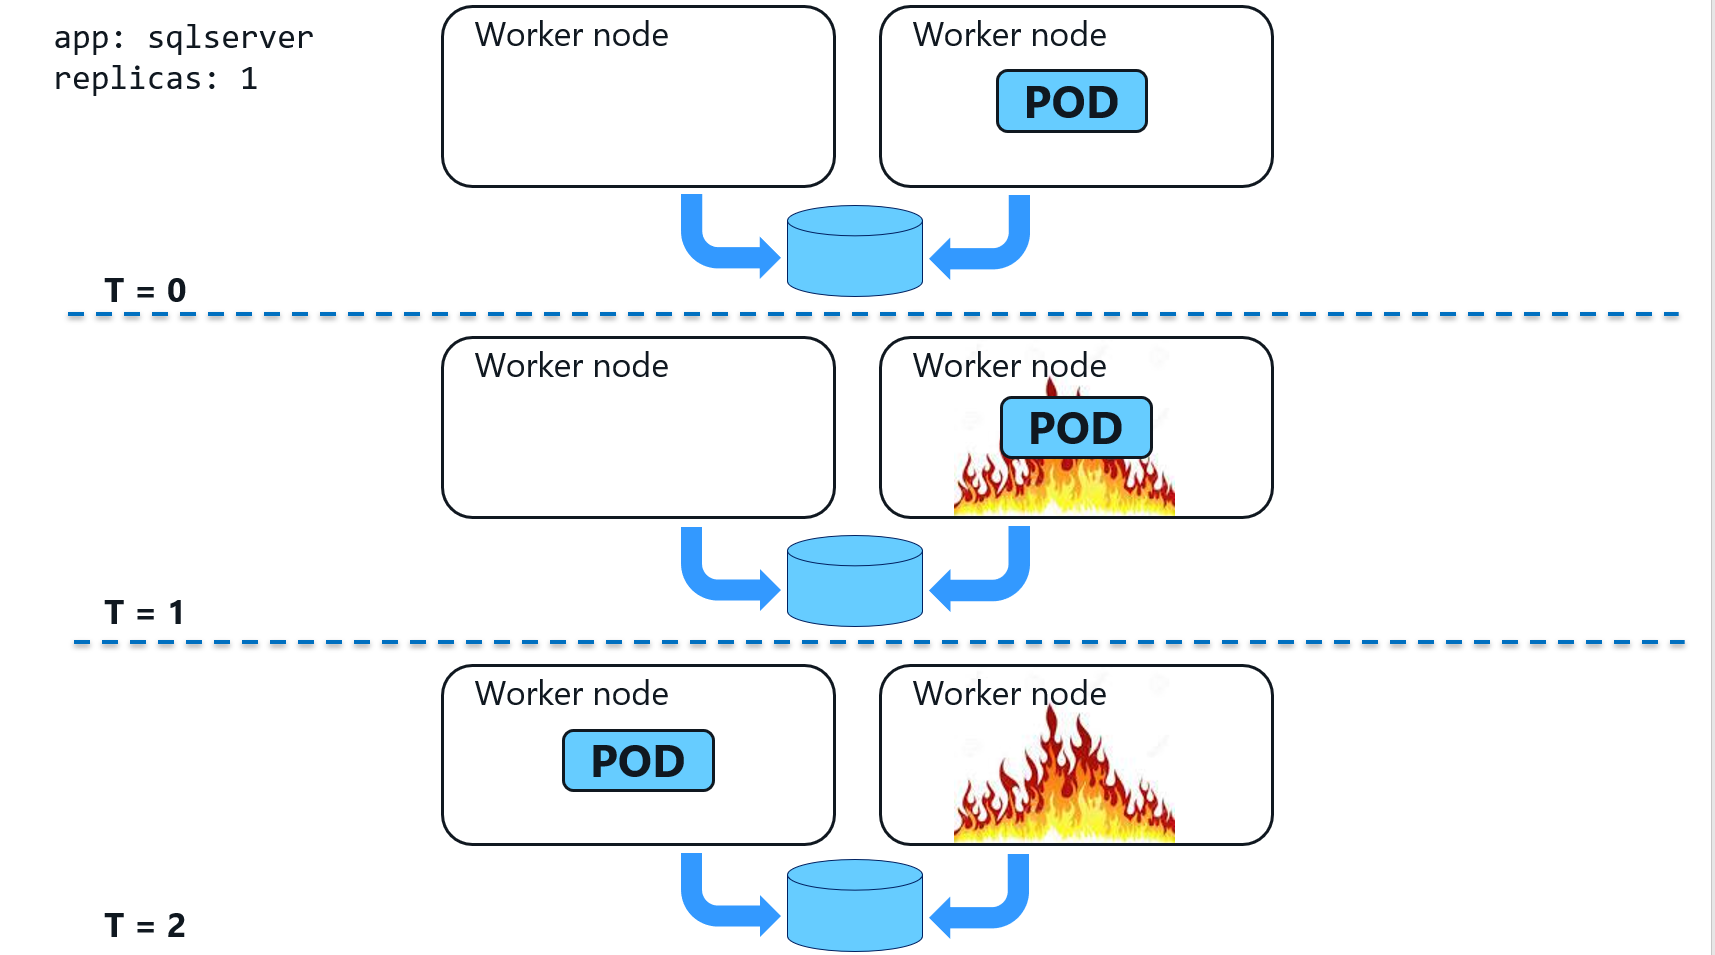 app: sqlserver
replicas: 1
Worker node
Worker node
POD
T = 0
Worker node
Worker node
POD
T = 1
Worker node
Worker node
POD
T = 2